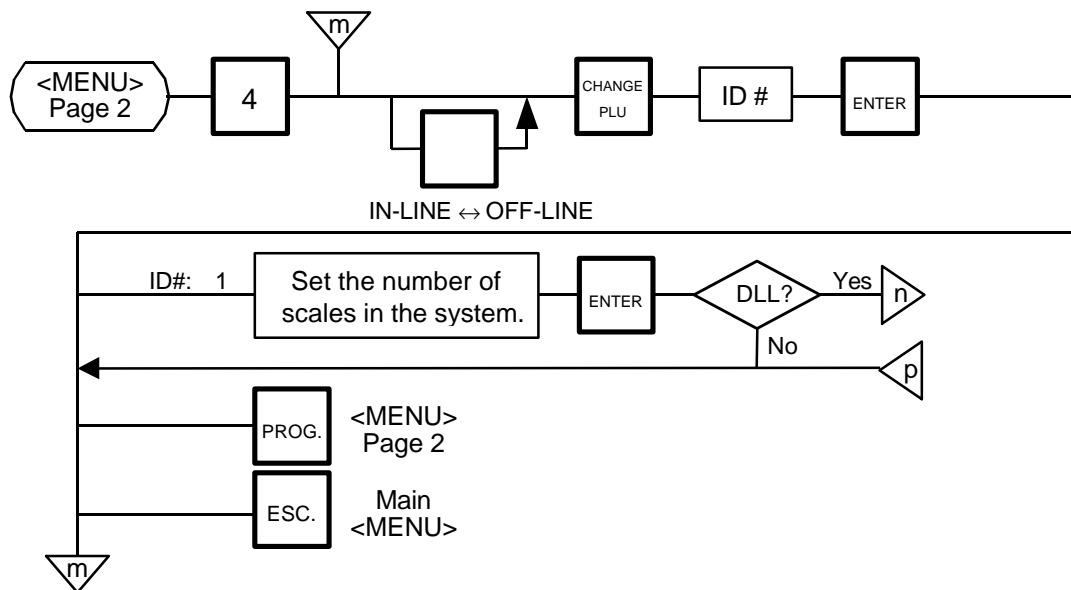 m
<MENU>
Page 2
4
CHANGE
PLU
ID #
ENTER
IN-LINE ↔ OFF-LINE
ID#: 1
Set the number of
scales in the system.
ENTER
DLL?
Yes
n
No
p
PROG.
<MENU>
Page 2
ESC.
Main
<MENU>
m